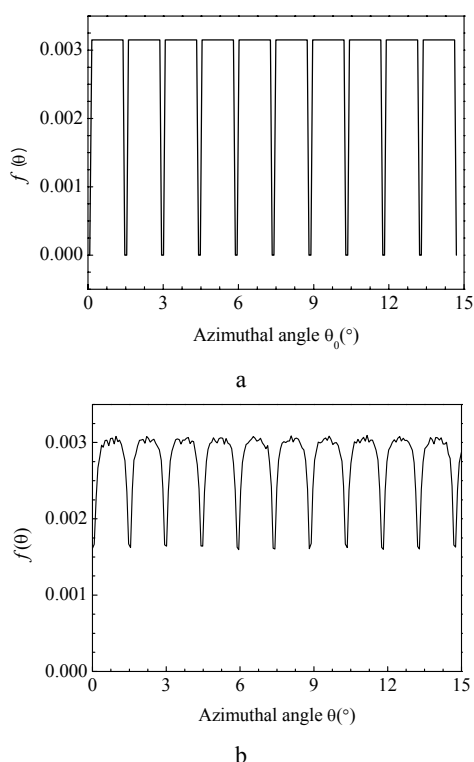 0.003
0.002
0.001
0.000
f (θ)
0 3 6 9 12 15
Azimuthal angle θ₀(°)
a
0.003
0.002
0.001
0.000
f(θ)
0 3 6 9 12 15
Azimuthal angle θ(°)
b